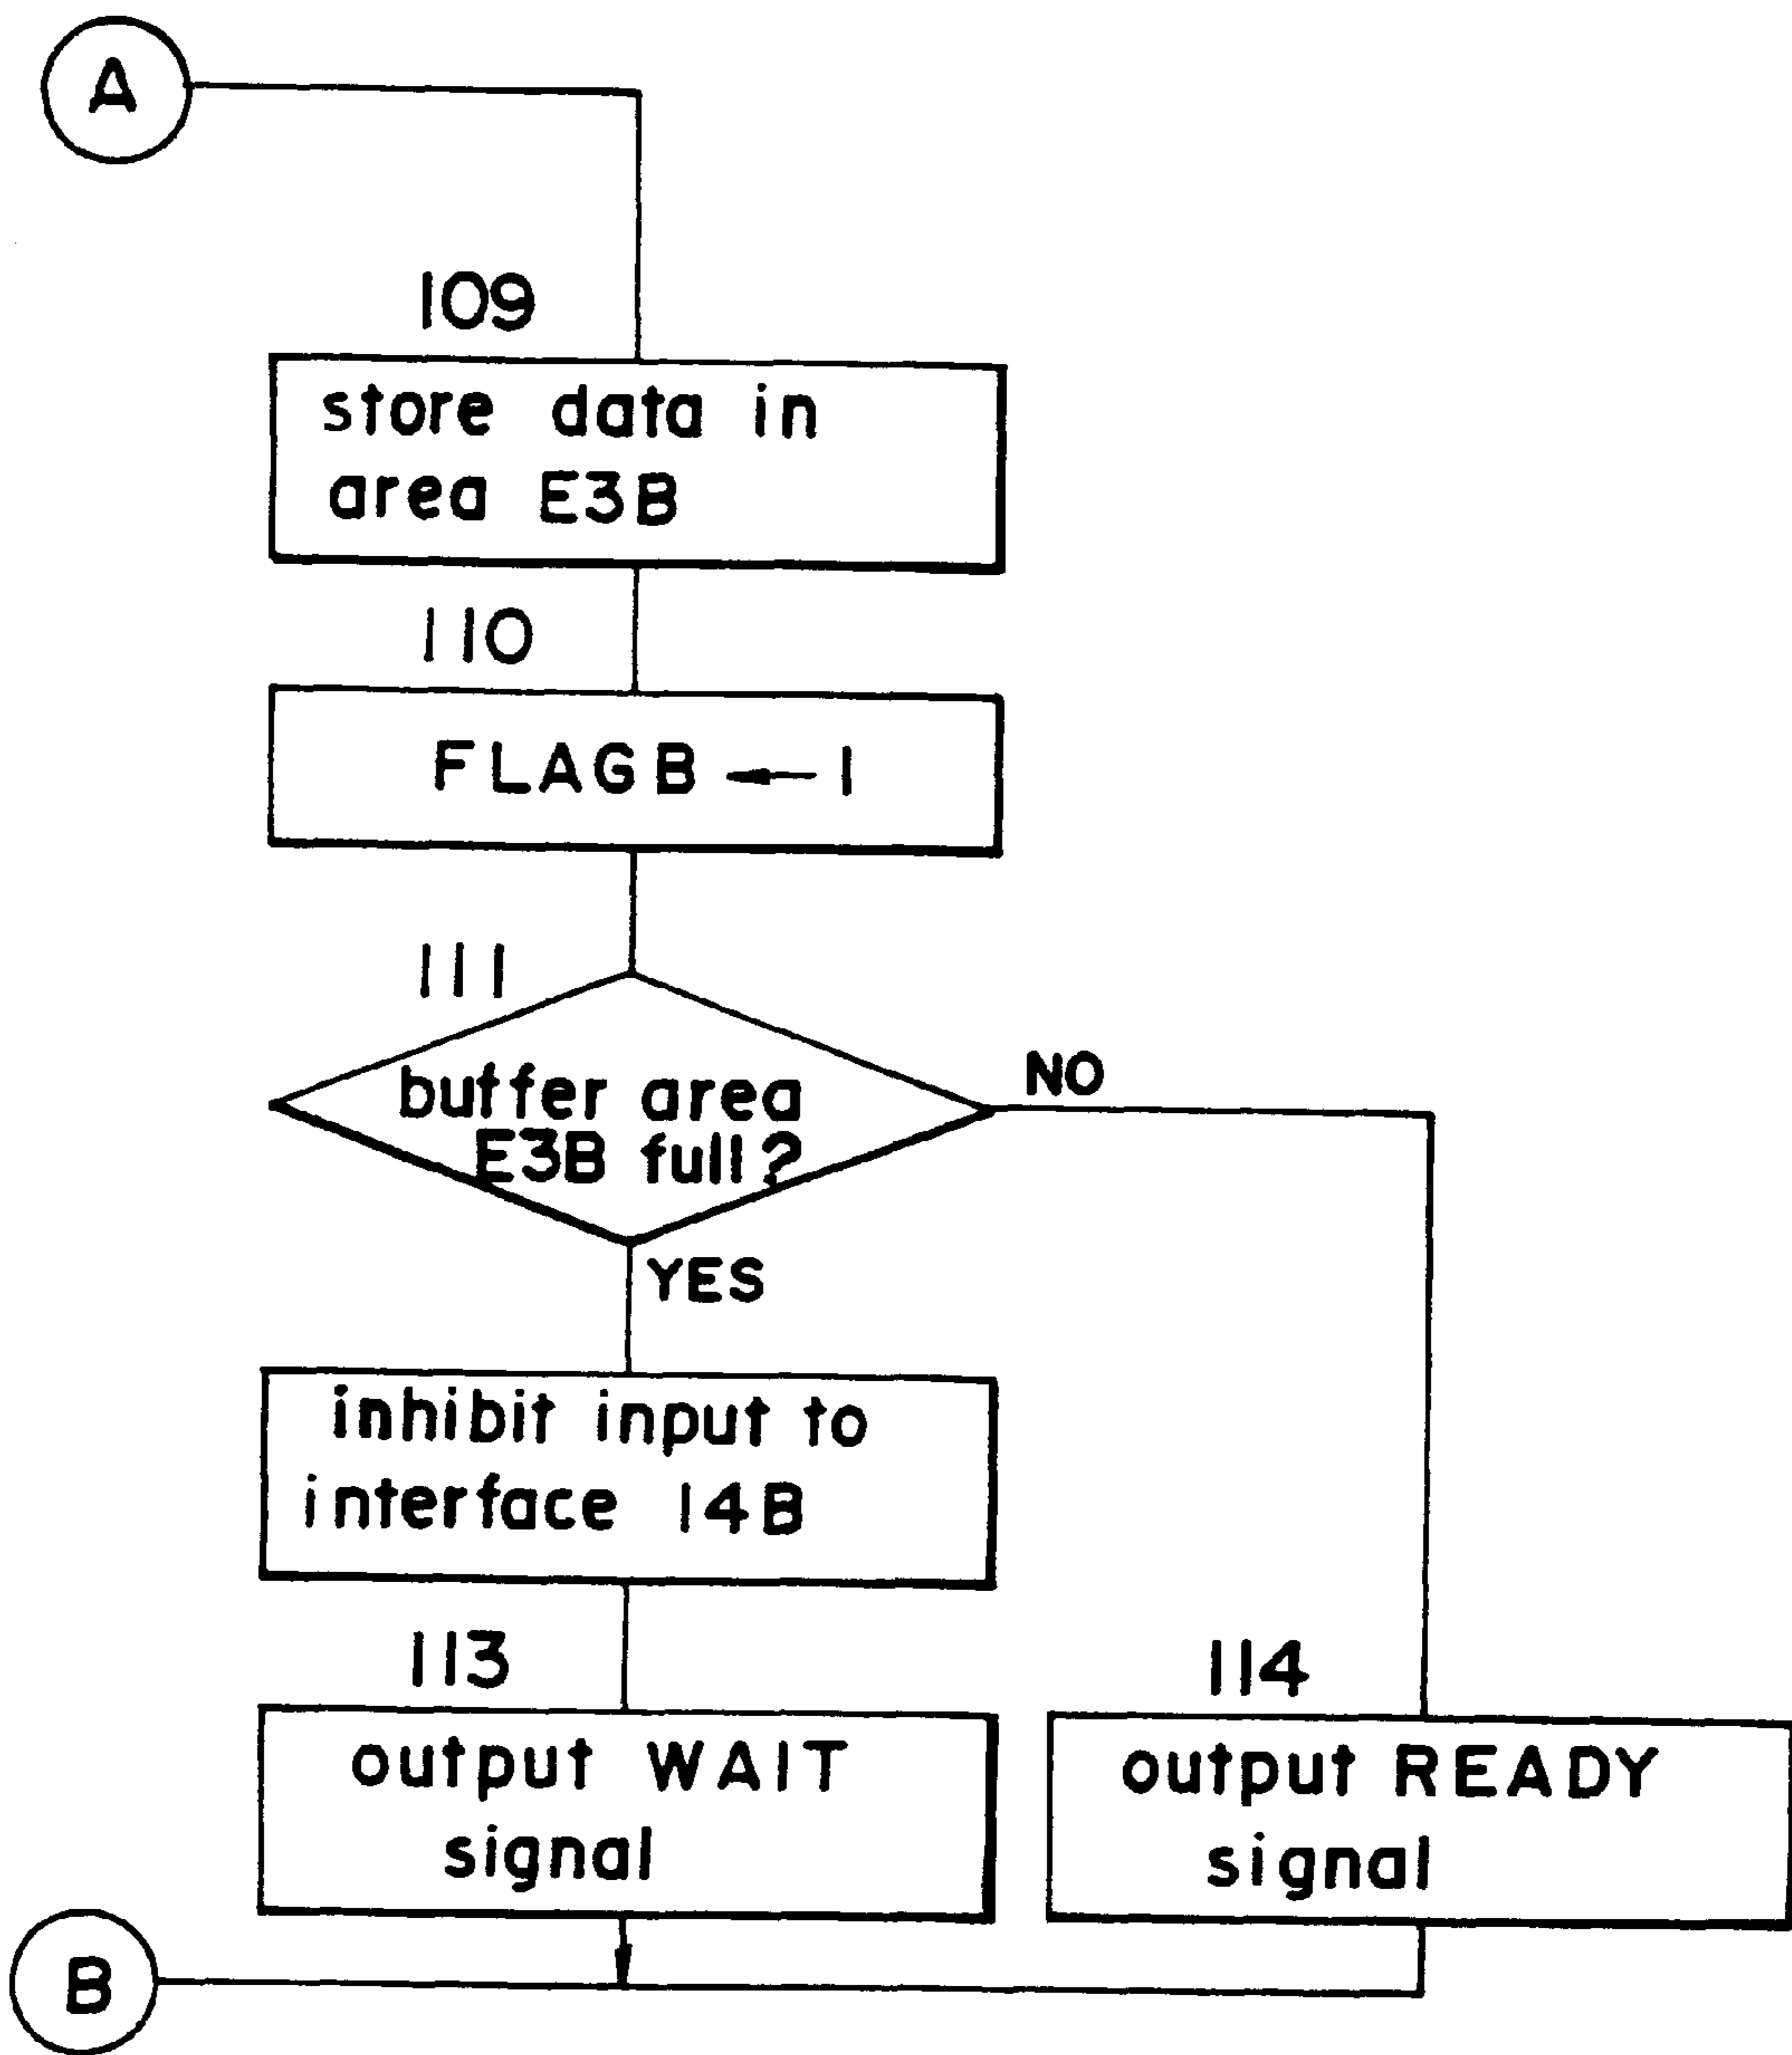 A
109
store data in
area E3B
110
FLAGB ← 1
111
buffer area
E3B full?
NO
YES
inhibit input to
interface 14B
113
output WAIT
signal
114
output READY
signal
B